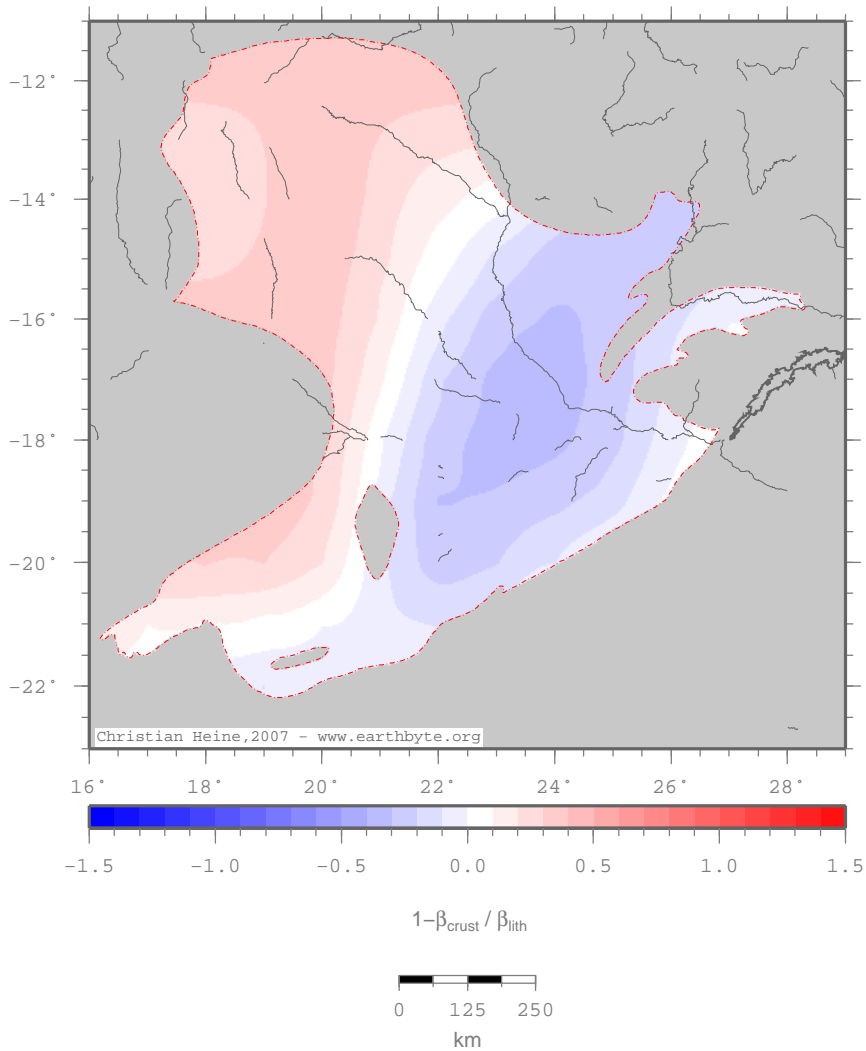 −12˚
−14˚
−16˚
−18˚
−20˚
−22˚
Christian Heine,2007 − www.earthbyte.org
16˚ 18˚ 20˚ 22˚ 24˚ 26˚ 28˚
−1.5 −1.0 −0.5 0.0 0.5 1.0 1.5
1−βcrust / βlith
0 125 250
km